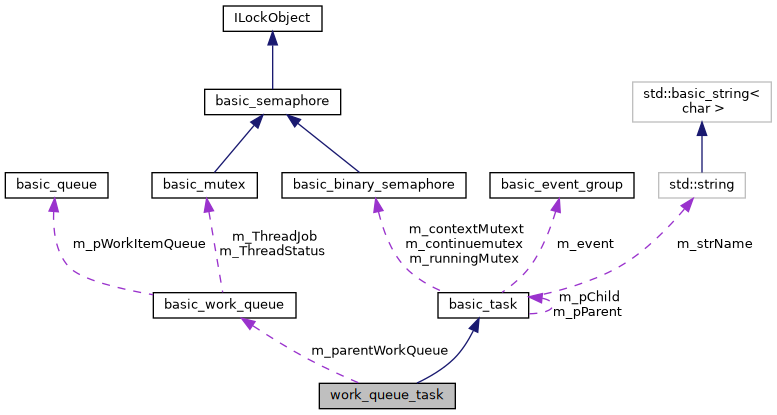 ILockObject
basic_semaphore
std::basic_string<
char >
basic_queue
basic_mutex
basic_binary_semaphore
basic_event_group
std::string
m_pWorkItemQueue
m_ThreadJob
m_ThreadStatus
m_contextMutext
m_continuemutex
m_runningMutex
m_event
m_strName
basic_work_queue
basic_task
m_pChild
m_pParent
m_parentWorkQueue
work_queue_task